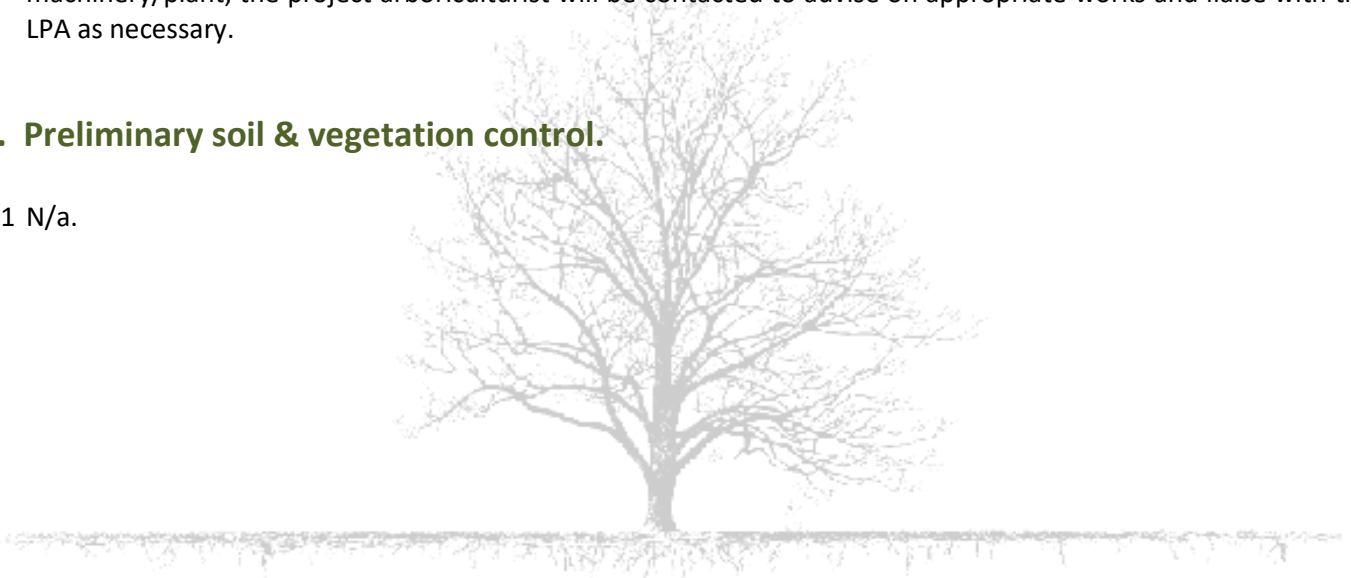 machinery/plant, the project arboriculturist will be contacted to advise on appropriate works and liaise with
LPA as necessary.
. Preliminary soil & vegetation control.
1 N/a.